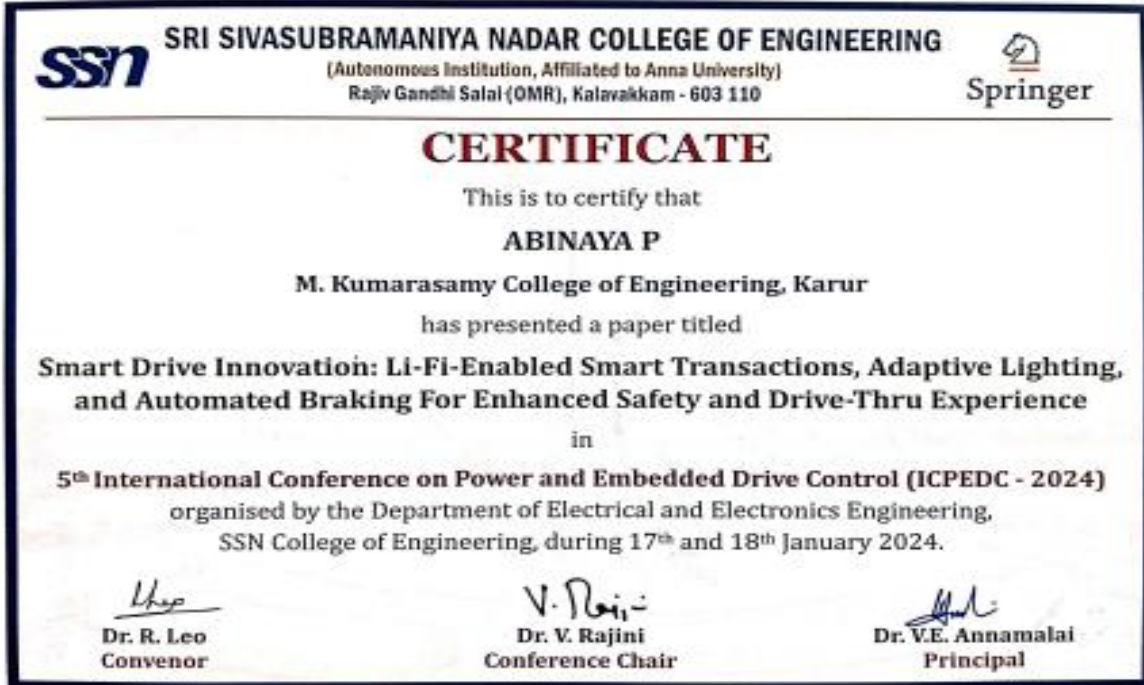 ssn
SRI SIVASUBRAMANIYA NADAR COLLEGE OF ENGINEERING
(Autonomous Institution, Affiliated to Anna University)
Rajiv Gandhi Salai (OMR), Kalavakkam - 603 110
Springer
CERTIFICATE
This is to certify that
ABINAYA P
M. Kumarasamy College of Engineering, Karur
has presented a paper titled
Smart Drive Innovation: Li-Fi-Enabled Smart Transactions, Adaptive Lighting,
and Automated Braking For Enhanced Safety and Drive-Thru Experience
in
5th International Conference on Power and Embedded Drive Control (ICPEDC - 2024)
organised by the Department of Electrical and Electronics Engineering,
SSN College of Engineering, during 17th and 18th January 2024.
V. Rajini
Dr. R. Leo
Convenor
Dr. V. Rajini
Conference Chair
Dr. V.E. Annamalai
Principal